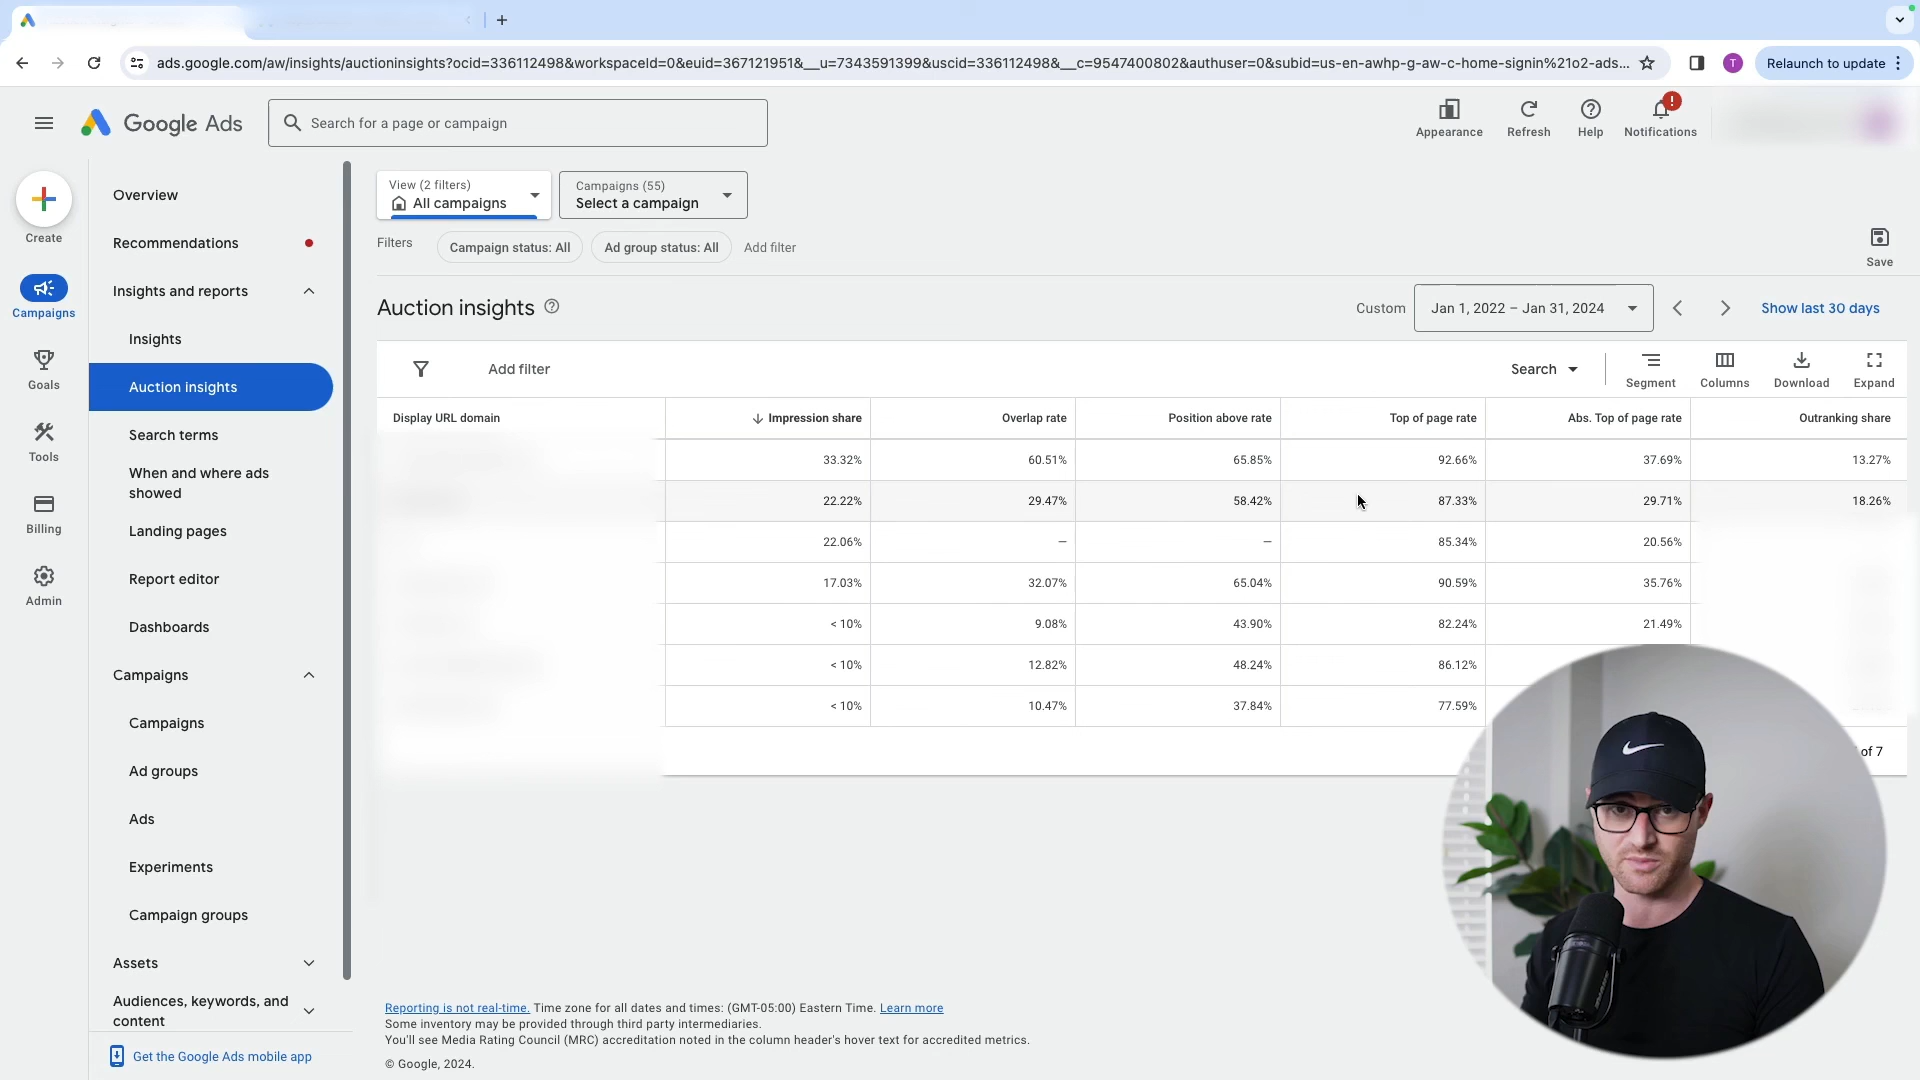 ads.google.com/aw/insights/auctioninsights?ocid=336112498&workspaceId=0&euid=367121951&__u=7343591399&uscid=336112498&__c=9547400802&authuser=0&subid=us-en-awhp-g-aw-c-home-signin%21o2-ads...
T
Relaunch to update
Google Ads
Search for a page or campaign
Appearance
Refresh
Help
Notifications
!
Create
Campaigns
Goals
Tools
Billing
Admin
Overview
Recommendations
Insights and reports
Insights
Auction insights
Search terms
When and where ads
showed
Landing pages
Report editor
Dashboards
Campaigns
Campaigns
Ad groups
Ads
Experiments
Campaign groups
Assets
Audiences, keywords, and
content
Get the Google Ads mobile app
View (2 filters)
All campaigns
Campaigns (55)
Select a campaign
Filters
Campaign status: All
Ad group status: All
Add filter
Save
Auction insights
Custom
Jan 1, 2022 – Jan 31, 2024
Show last 30 days
Add filter
Search
Segment
Columns
Download
Expand
Display URL domain Impression share Overlap rate Position above rate Top of page rate Abs. Top of page rate Outranking share
33.32% 60.51% 65.85% 92.66% 37.69% 13.27%
22.22% 29.47% 58.42% 87.33% 29.71% 18.26%
22.06% — — 85.34% 20.56%
17.03% 32.07% 65.04% 90.59% 35.76%
< 10% 9.08% 43.90% 82.24% 21.49%
< 10% 12.82% 48.24% 86.12%
< 10% 10.47% 37.84% 77.59%
of 7
Reporting is not real-time. Time zone for all dates and times: (GMT-05:00) Eastern Time. Learn more
Some inventory may be provided through third party intermediaries.
You'll see Media Rating Council (MRC) accreditation noted in the column header's hover text for accredited metrics.
© Google, 2024.